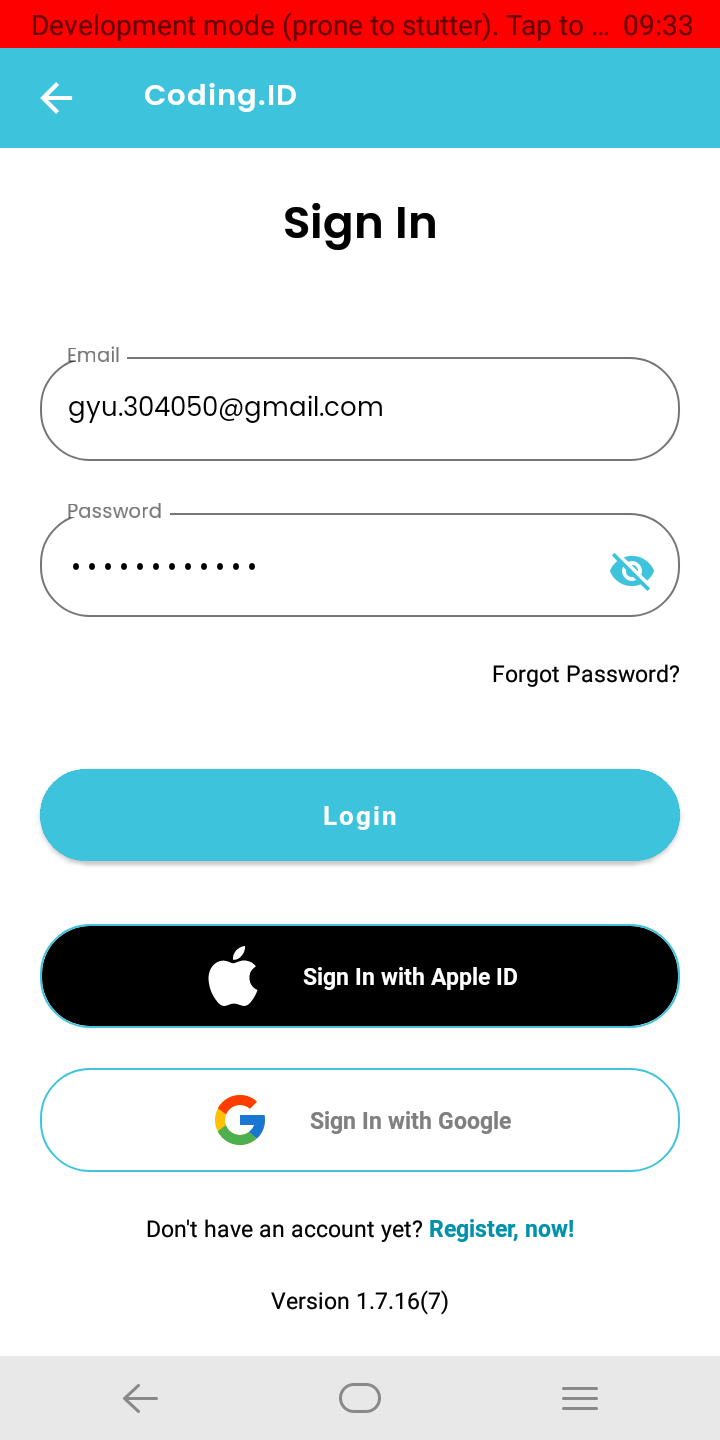 Development mode (prone to stutter). Tap to ... 09:33
Coding.ID
Sign In
Email
gyu.304050@gmail.com
Password
••••••••••••
Forgot Password?
Login
Sign In with Apple ID
Sign In with Google
Don't have an account yet? Register, now!
Version 1.7.16(7)